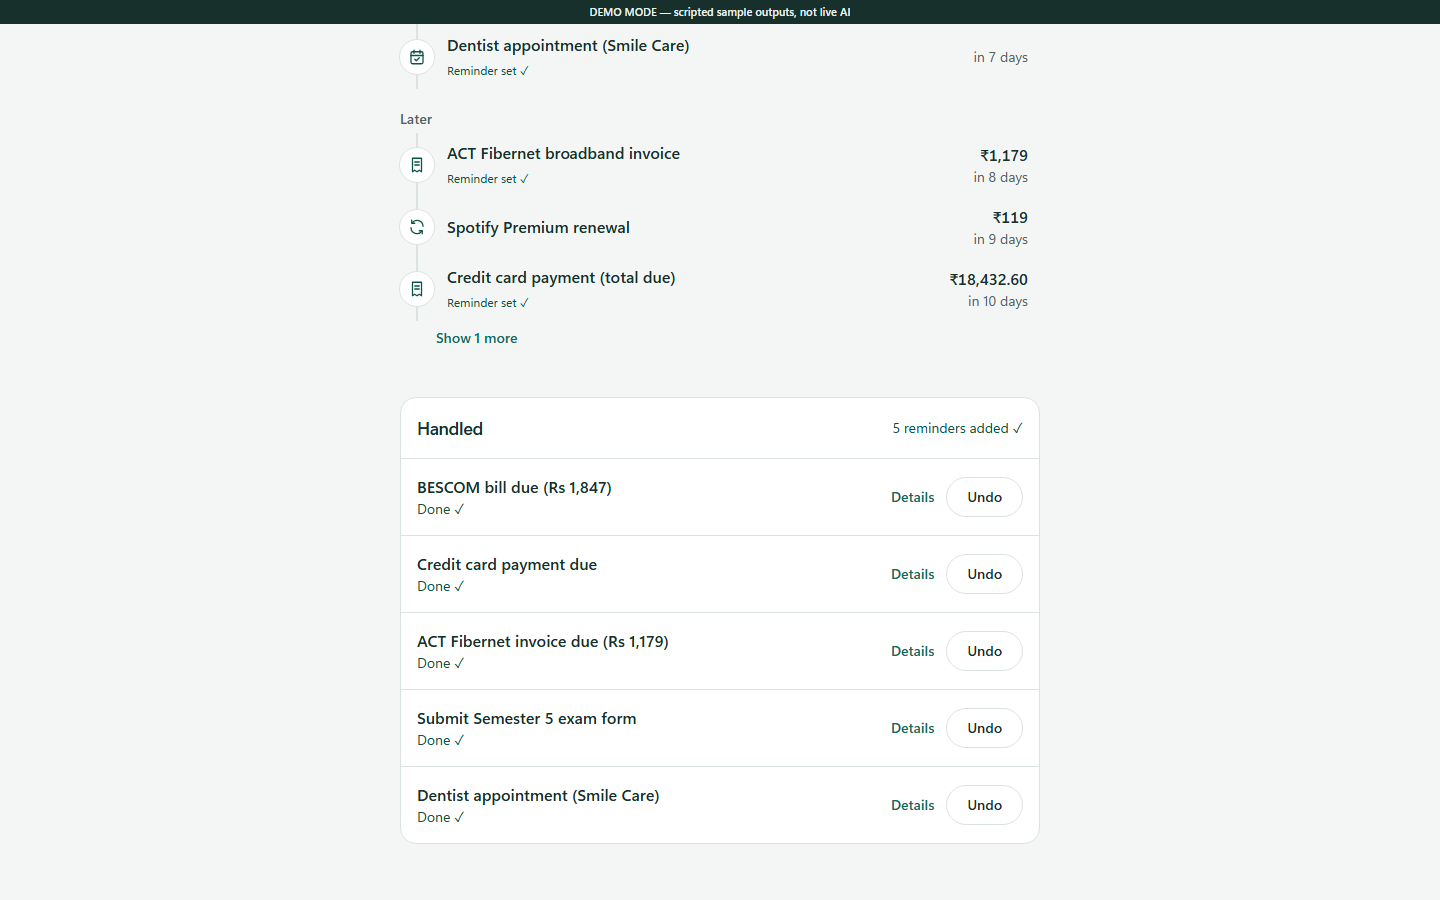 DEMO MODE — scripted sample outputs, not live AI
Dentist appointment (Smile Care)
Reminder set ✓
in 7 days
Later
ACT Fibernet broadband invoice
Reminder set ✓
₹1,179
in 8 days
Spotify Premium renewal
₹119
in 9 days
Credit card payment (total due)
Reminder set ✓
₹18,432.60
in 10 days
Show 1 more
Handled
5 reminders added ✓
BESCOM bill due (Rs 1,847)
Done ✓
Details
Undo
Credit card payment due
Done ✓
Details
Undo
ACT Fibernet invoice due (Rs 1,179)
Done ✓
Details
Undo
Submit Semester 5 exam form
Done ✓
Details
Undo
Dentist appointment (Smile Care)
Done ✓
Details
Undo